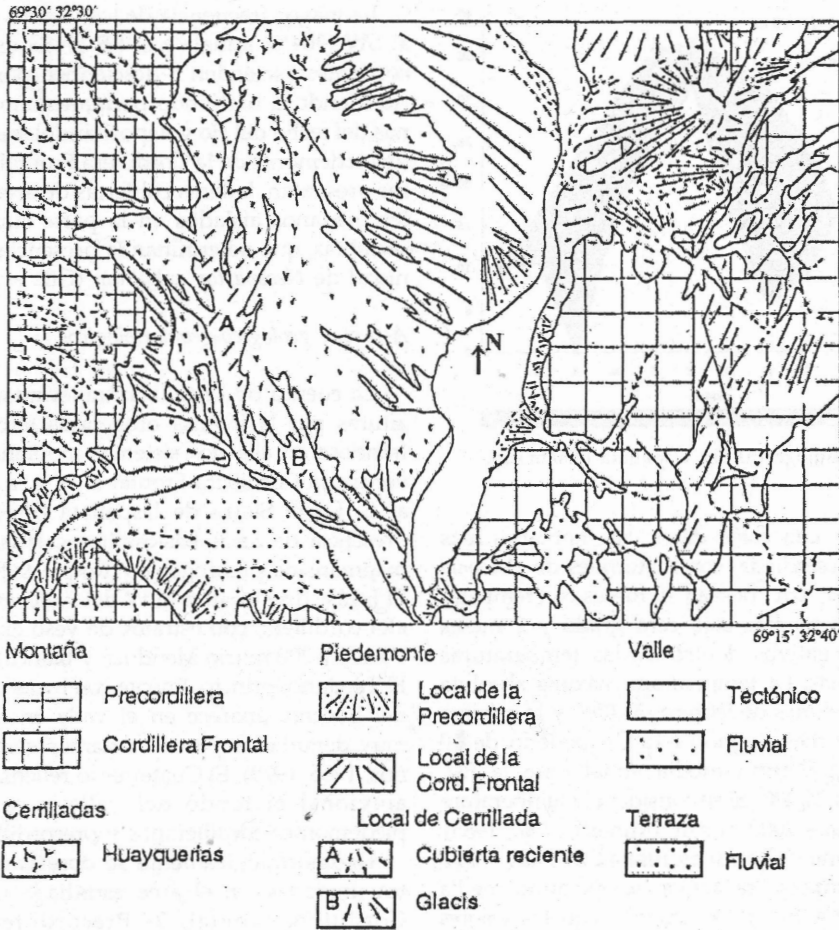 69°30' 32°30'
A
N
B
69°15' 32°40'
Montaña
Precordillera
Cordillera Frontal
Cerrilladas
Huayquerías
Piedemonte
Local de la
Precordillera
Local de la
Cord. Frontal
Local de Cerrillada
A
Cubierta reciente
B
Glacis
Valle
Tectónico
Fluvial
Terraza
Fluvial